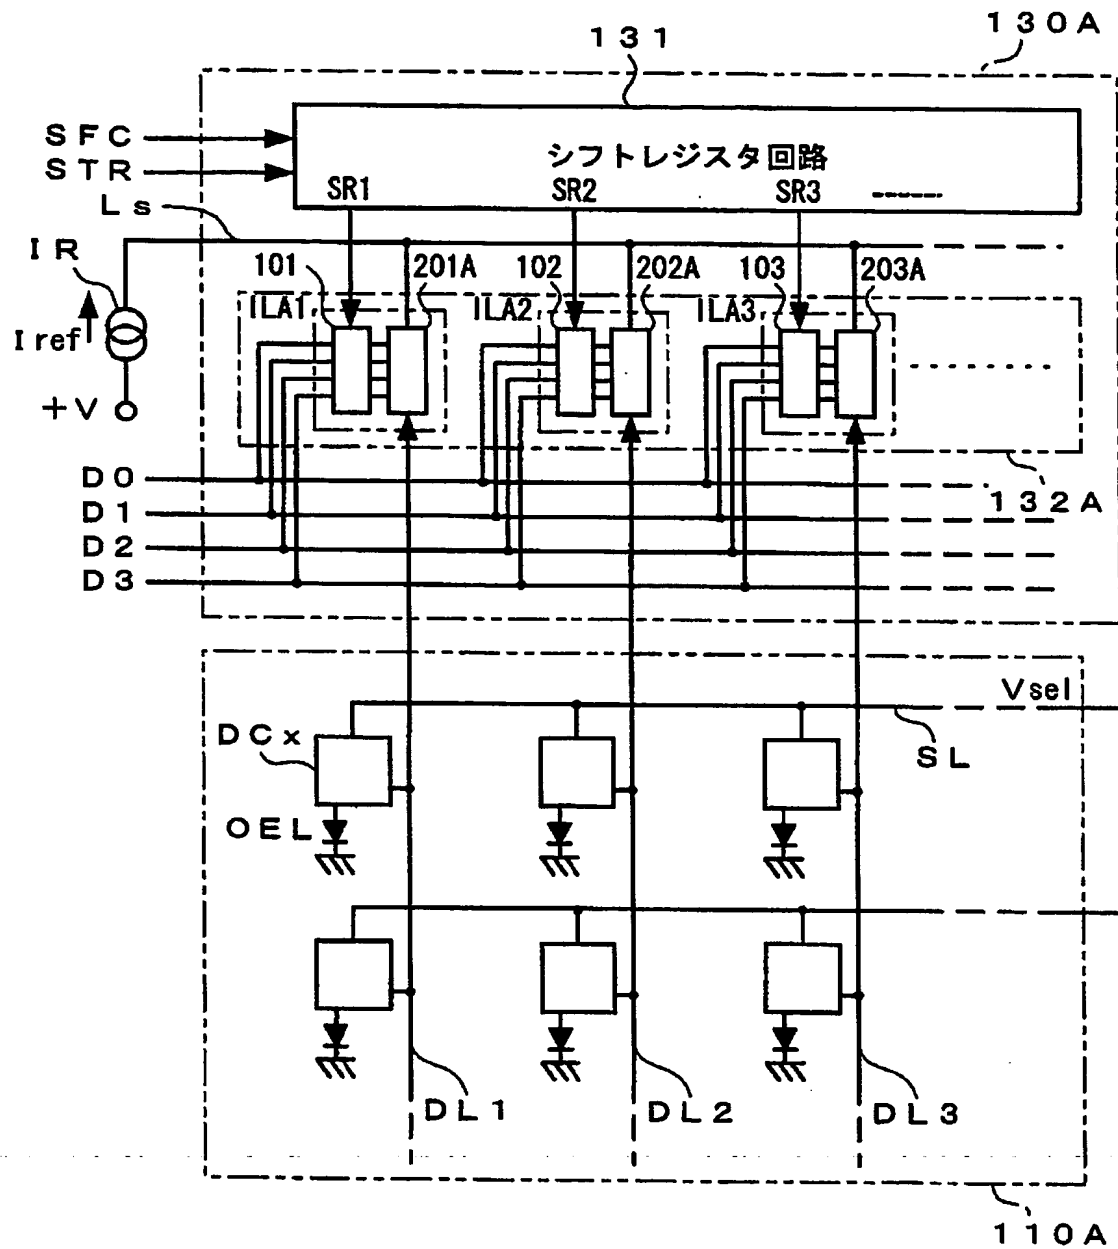 130A
131
SFC
STR
シフトレジスタ回路
SR1 SR2 SR3
Ls
IR
Iref
+V
101 201A 102 202A 103 203A
ILA1 ILA2 ILA3
D0
D1
D2
D3
132A
Vsel
SL
DCx
OEL
DL1 DL2 DL3
110A